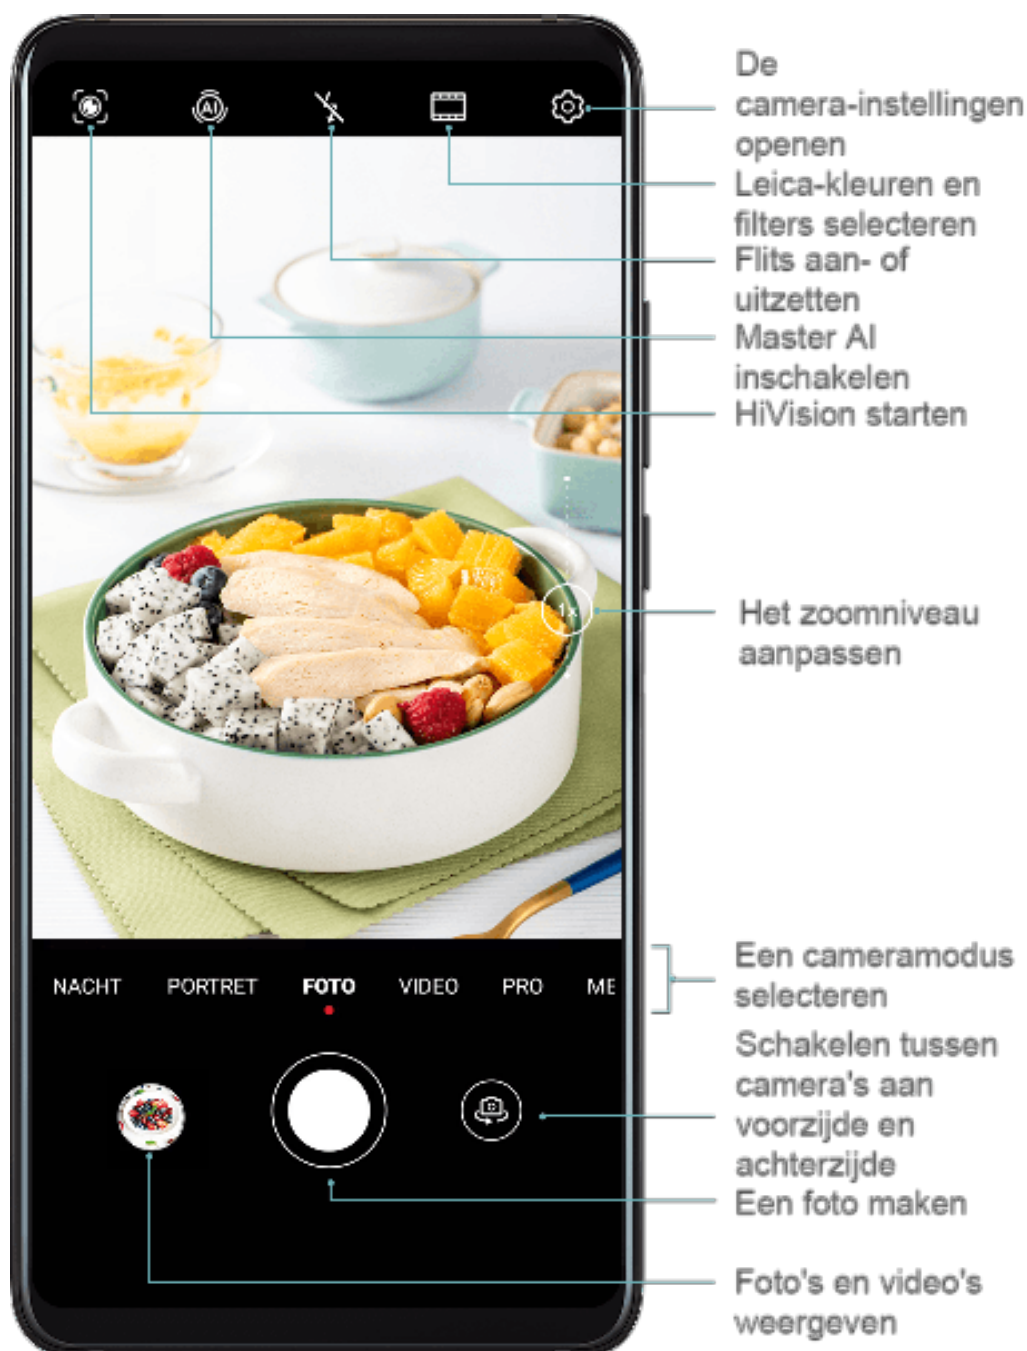 De
camera-instellingen
openen
Leica-kleuren en
filters selecteren
Flits aan- of
uitzetten
Master AI
inschakelen
HiVision starten
AI
1x
Het zoomniveau
aanpassen
NACHT PORTRET FOTO VIDEO PRO ME
Een cameramodus
selecteren
Schakelen tussen
camera's aan
voorzijde en
achterzijde
Een foto maken
Foto's en video's
weergeven